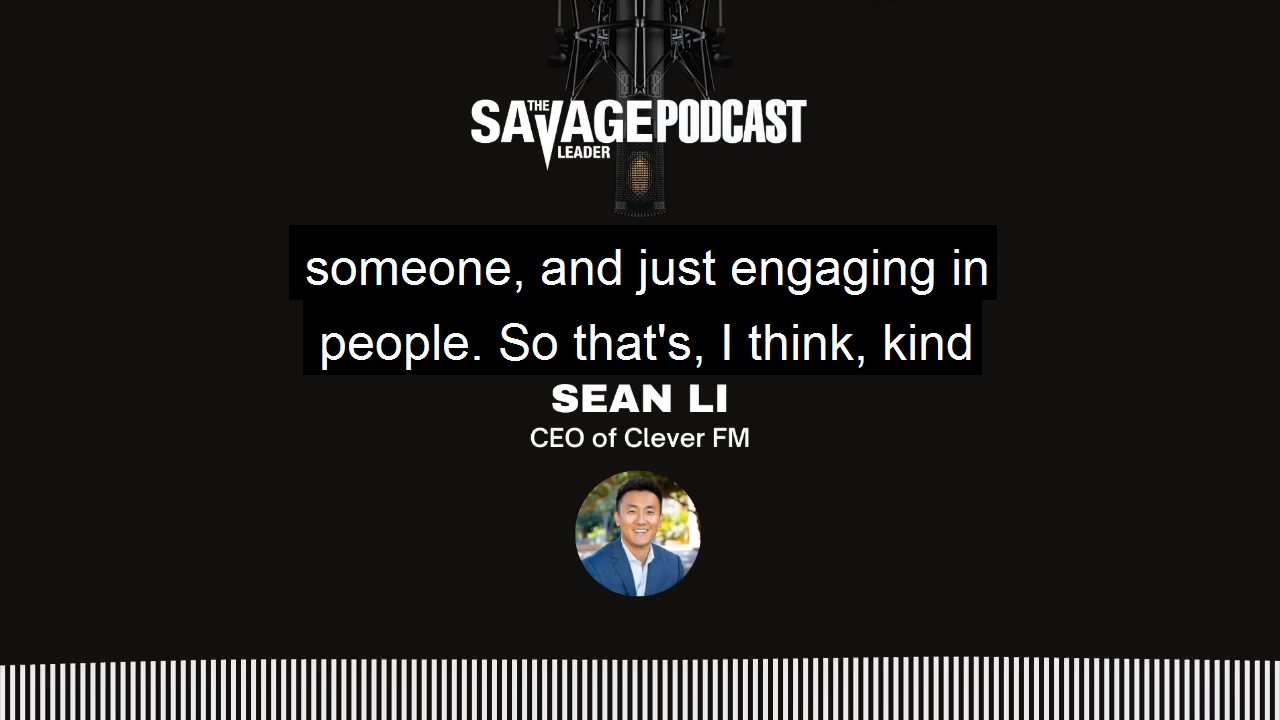 THE SAVAGE LEADER PODCAST
someone, and just engaging in
people. So that's, I think, kind
SEAN LI
CEO of Clever FM